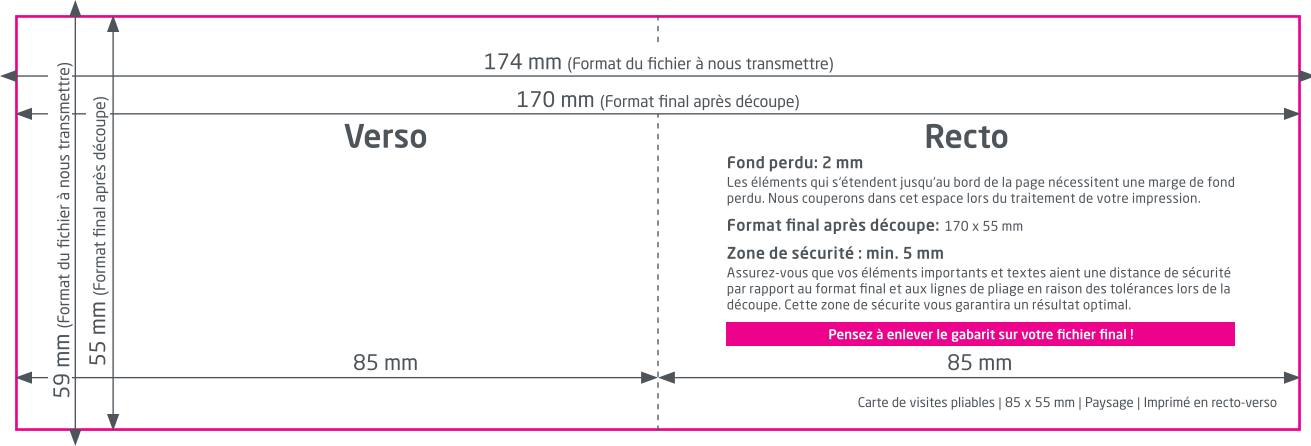 174 mm (Format du fichier à nous transmettre)
170 mm (Format final après découpe)
59 mm (Format du fichier à nous transmettre)
55 mm (Format final après découpe)
Verso
Recto
Fond perdu: 2 mm
Les éléments qui s'étendent jusqu'au bord de la page nécessitent une marge de fond
perdu. Nous couperons dans cet espace lors du traitement de votre impression.
Format final après découpe: 170 x 55 mm
Zone de sécurité : min. 5 mm
Assurez-vous que vos éléments importants et textes aient une distance de sécurité
par rapport au format final et aux lignes de pliage en raison des tolérances lors de la
découpe. Cette zone de sécurite vous garantira un résultat optimal.
Pensez à enlever le gabarit sur votre fichier final !
85 mm
85 mm
Carte de visites pliables | 85 x 55 mm | Paysage | Imprimé en recto-verso